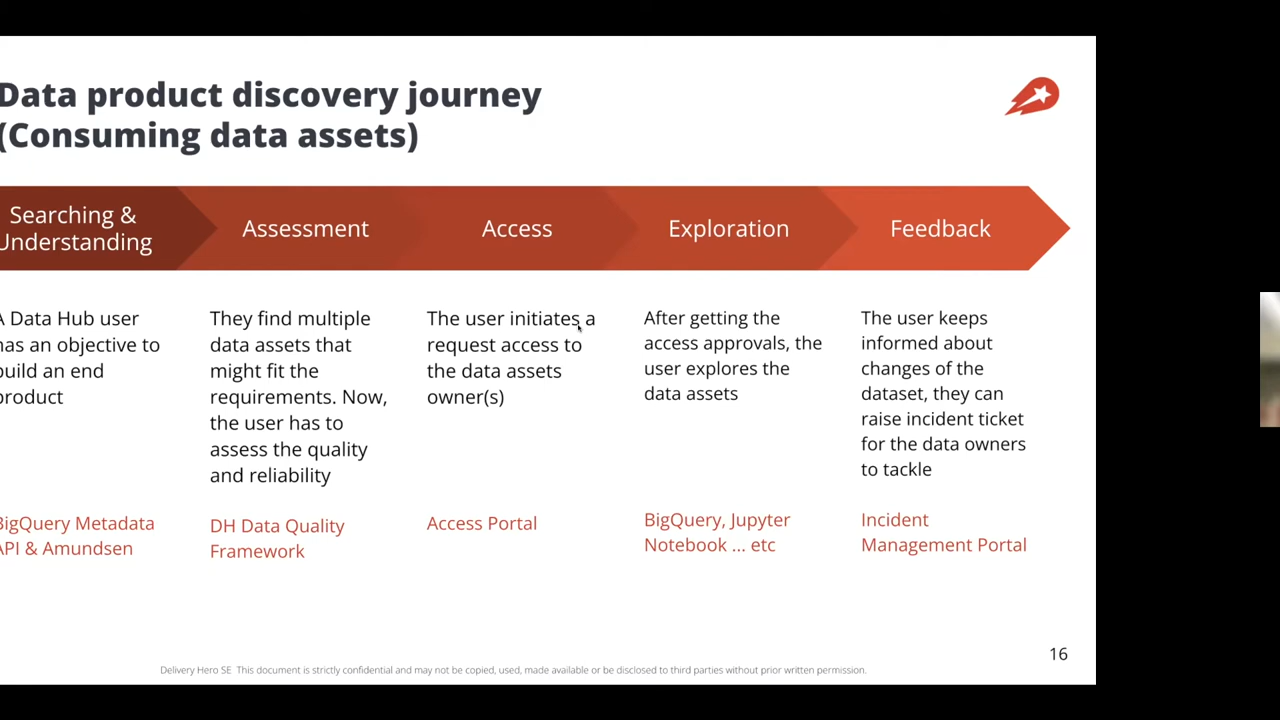 Data product discovery journey
(Consuming data assets)
Searching &
Understanding
Assessment
Access
Exploration
Feedback
A Data Hub user
has an objective to
build an end
product
They find multiple
data assets that
might fit the
requirements. Now,
the user has to
assess the quality
and reliability
The user initiates a
request access to
the data assets
owner(s)
After getting the
access approvals, the
user explores the
data assets
The user keeps
informed about
changes of the
dataset, they can
raise incident ticket
for the data owners
to tackle
BigQuery Metadata
API & Amundsen
DH Data Quality
Framework
Access Portal
BigQuery, Jupyter
Notebook ... etc
Incident
Management Portal
16
Delivery Hero SE This document is strictly confidential and may not be copied, used, made available or be disclosed to third parties without prior written permission.